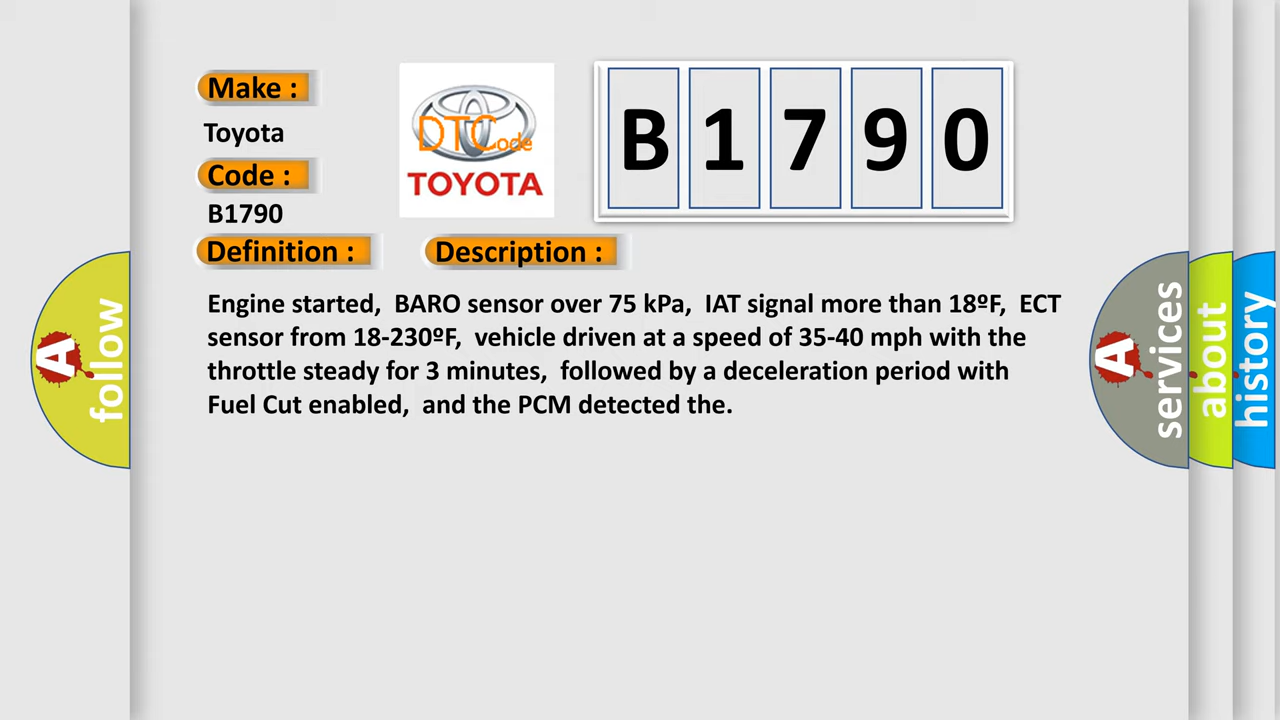 Make :
Toyota
Code :
B1790
Definition :
Description :
DTCode
TOYOTA
B 1 7 9 0
Engine started,  BARO sensor over 75 kPa,  IAT signal more than 18ºF,  ECT
sensor from 18-230ºF,  vehicle driven at a speed of 35-40 mph with the
throttle steady for 3 minutes,  followed by a deceleration period with
Fuel Cut enabled,  and the PCM detected the.
A
follow
A
services
about
history